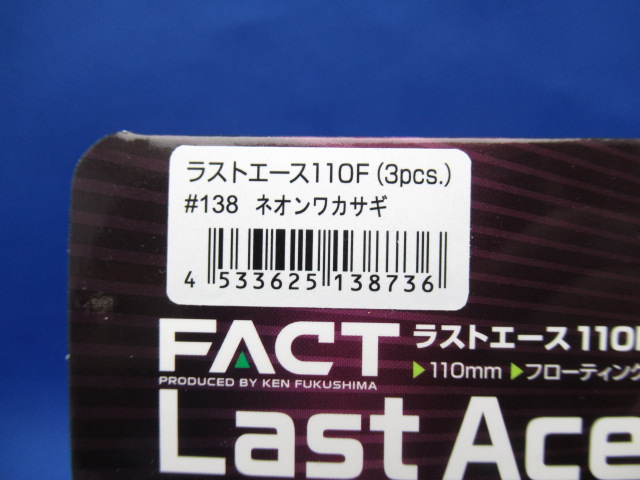 ラストエース110F (3pcs.)
#138 ネオンワカサギ
4 533625 138736
FACT
PRODUCED BY KEN FUKUSHIMA
ラストエース110F
▶110mm ▶フローティング
Last Ace